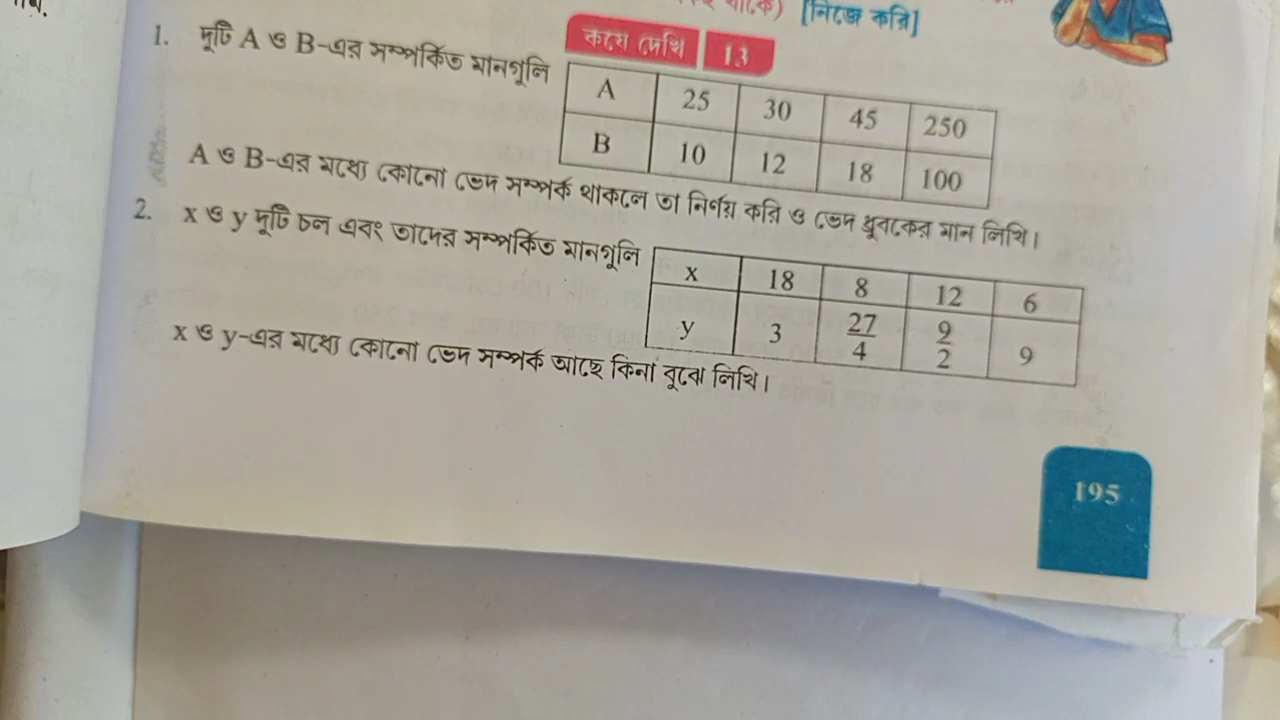 [নিজে করি]
কষে দেখি 13
1. দুটি A ও B-এর সম্পর্কিত মানগুলি
A 25 30 45 250
B 10 12 18 100
A ও B-এর মধ্যে কোনো ভেদ সম্পর্ক থাকলে তা নির্ণয় করি ও ভেদ ধ্রুবকের মান লিখি।
2. x ও y দুটি চল এবং তাদের সম্পর্কিত মানগুলি
x 18 8 12 6
y 3 27/4 9/2 9
x ও y-এর মধ্যে কোনো ভেদ সম্পর্ক আছে কিনা বুঝে লিখি।
195